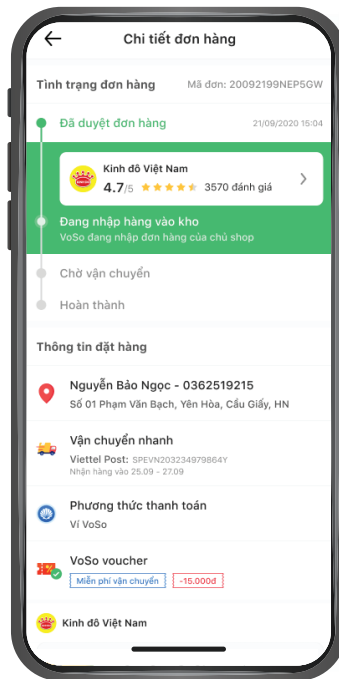 Chi tiết đơn hàng
Tình trạng đơn hàng Mã đơn: 20092199NEP5GW
Đã duyệt đơn hàng 21/09/2020 15:04
Kinh đô Việt Nam
4.7/5 3570 đánh giá
Đang nhập hàng vào kho
VoSo đang nhập đơn hàng của chủ shop
Chờ vận chuyển
Hoàn thành
Thông tin đặt hàng
Nguyễn Bảo Ngọc - 0362519215
Số 01 Phạm Văn Bạch, Yên Hòa, Cầu Giấy, HN
Vận chuyển nhanh
Viettel Post: SPEVN203234979864Y
Nhận hàng vào 25.09 - 27.09
Phương thức thanh toán
Ví VoSo
VoSo voucher
Miễn phí vận chuyển -15.000đ
Kinh đô Việt Nam